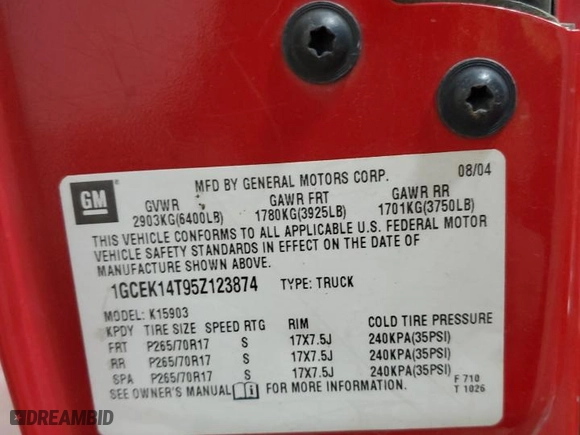 MFD BY GENERAL MOTORS CORP. 08/04
GM
GVWR GAWR FRT GAWR RR
2903KG(6400LB) 1780KG(3925LB) 1701KG(3750LB)
THIS VEHICLE CONFORMS TO ALL APPLICABLE U.S. FEDERAL MOTOR
VEHICLE SAFETY STANDARDS IN EFFECT ON THE DATE OF
MANUFACTURE SHOWN ABOVE.
1GCEK14T95Z123874 TYPE: TRUCK
MODEL: K15903
KPDY TIRE SIZE SPEED RTG RIM COLD TIRE PRESSURE
FRT P265/70R17 S 17X7.5J 240KPA(35PSI)
RR P265/70R17 S 17X7.5J 240KPA(35PSI)
SPA P265/70R17 S 17X7.5J 240KPA(35PSI)
SEE OWNER'S MANUAL FOR MORE INFORMATION. F 710
T 1026
DREAMBID